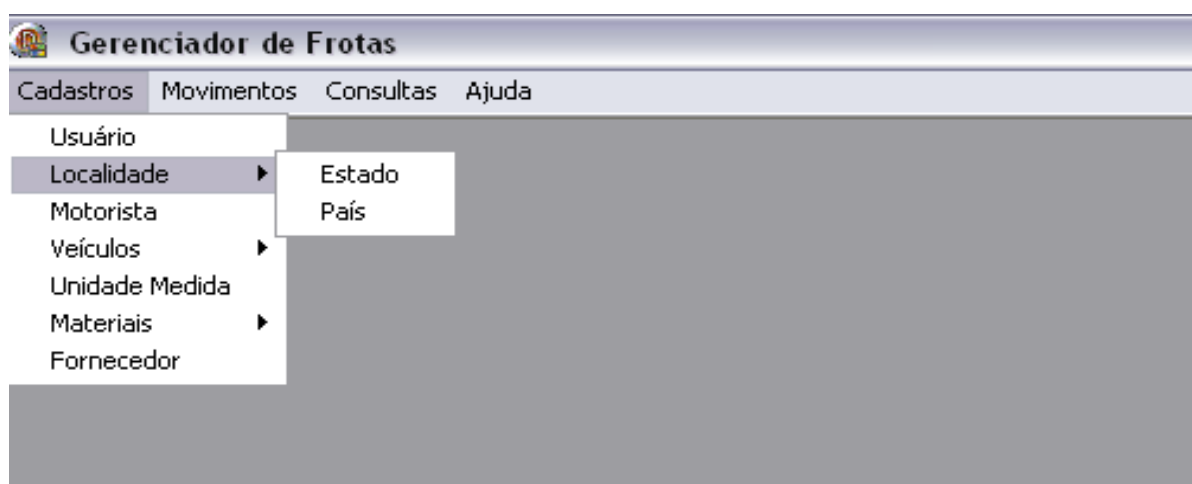 Gerenciador de Frotas
Cadastros Movimentos Consultas Ajuda
Usuário
Localidade
Motorista
Veículos
Unidade Medida
Materiais
Fornecedor
Estado
País